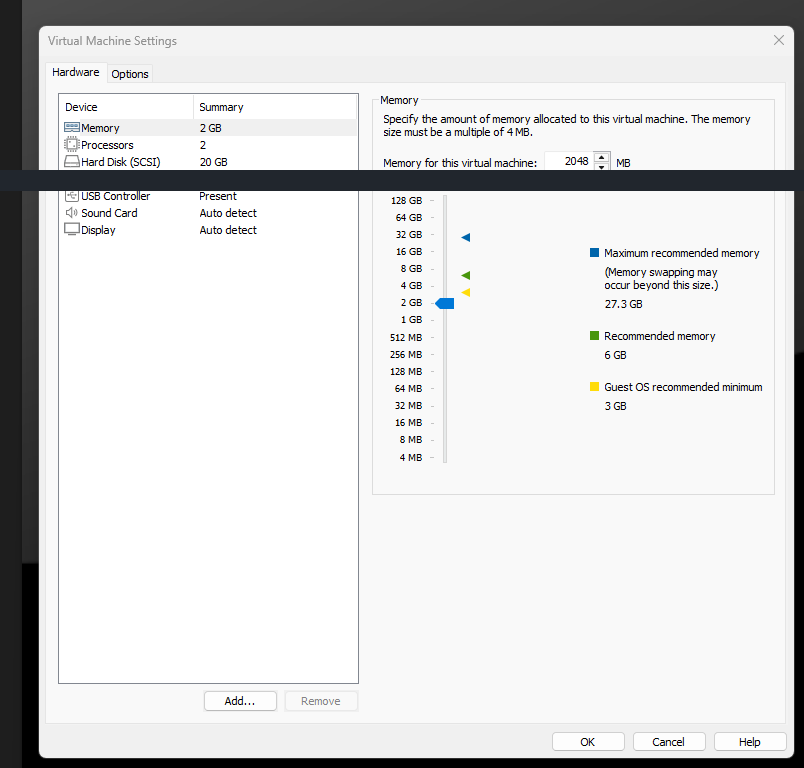 Virtual Machine Settings
Hardware Options
Device Summary
Memory 2 GB
Processors 2
Hard Disk (SCSI) 20 GB
USB Controller Present
Sound Card Auto detect
Display Auto detect
Add...
Remove
Memory
Specify the amount of memory allocated to this virtual machine. The memory
size must be a multiple of 4 MB.
Memory for this virtual machine: 2048 MB
128 GB
64 GB
32 GB
16 GB
8 GB
4 GB
2 GB
1 GB
512 MB
256 MB
128 MB
64 MB
32 MB
16 MB
8 MB
4 MB
Maximum recommended memory
(Memory swapping may
occur beyond this size.)
27.3 GB
Recommended memory
6 GB
Guest OS recommended minimum
3 GB
OK
Cancel
Help